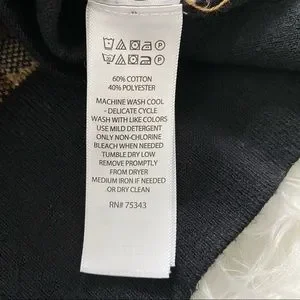 60% COTTON
40% POLYESTER
MACHINE WASH COOL
- DELICATE CYCLE
WASH WITH LIKE COLORS
USE MILD DETERGENT
ONLY NON-CHLORINE
BLEACH WHEN NEEDED
TUMBLE DRY LOW
REMOVE PROMPTLY
FROM DRYER
MEDIUM IRON IF NEEDED
OR DRY CLEAN
RN# 75343